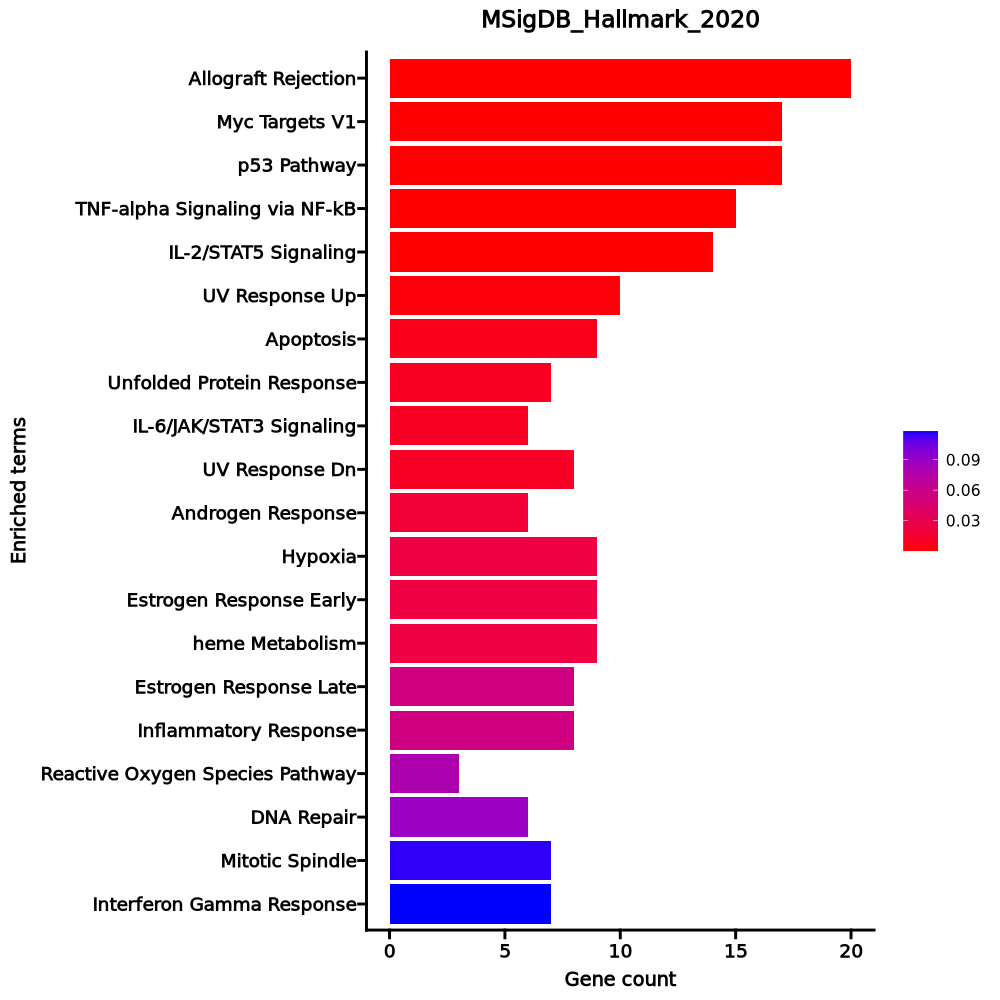 MSigDB_Hallmark_2020
Allograft Rejection
Myc Targets V1
p53 Pathway
TNF-alpha Signaling via NF-kB
IL-2/STAT5 Signaling
UV Response Up
Apoptosis
Unfolded Protein Response
IL-6/JAK/STAT3 Signaling
UV Response Dn
Androgen Response
Hypoxia
Estrogen Response Early
heme Metabolism
Estrogen Response Late
Inflammatory Response
Reactive Oxygen Species Pathway
DNA Repair
Mitotic Spindle
Interferon Gamma Response
Enriched terms
0 5 10 15 20
Gene count
0.09
0.06
0.03